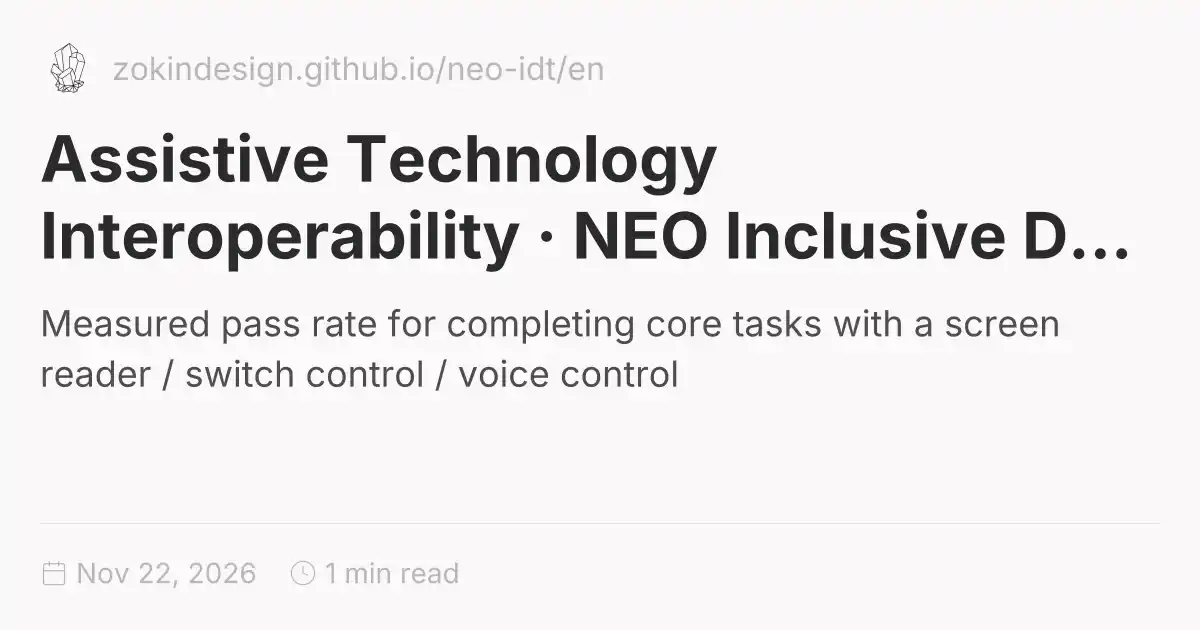 zokindesign.github.io/neo-idt/en
Assistive Technology
Interoperability · NEO Inclusive D…
Measured pass rate for completing core tasks with a screen
reader / switch control / voice control
Nov 22, 2026
1 min read